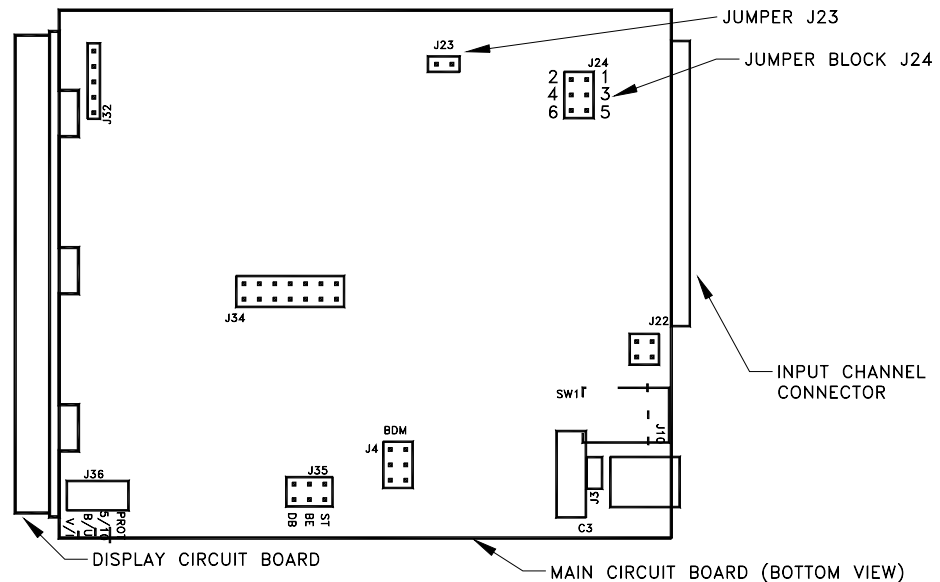 JUMPER J23
J23
JUMPER BLOCK J24
J24
2 1
4 3
6 5
J32
J34
J22
INPUT CHANNEL
CONNECTOR
SW1
J10
BDM
J4
J36
J35
J3
C3
V/I
B/U
5/10
PROT
DB
BE
ST
DISPLAY CIRCUIT BOARD
MAIN CIRCUIT BOARD (BOTTOM VIEW)